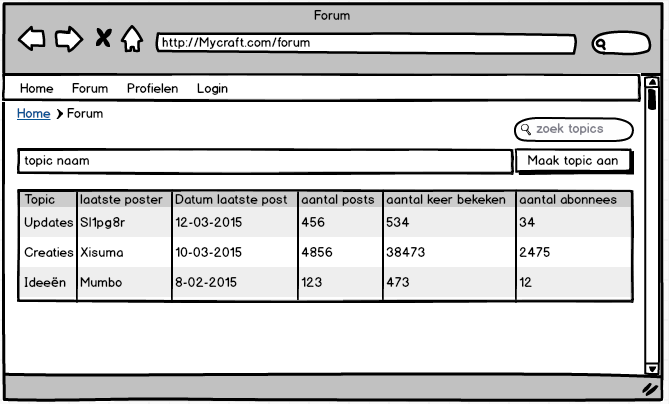 Forum
http://Mycraft.com/forum
Home Forum Profielen Login
Home > Forum
zoek topics
topic naam Maak topic aan
Topic laatste poster Datum laatste post aantal posts aantal keer bekeken aantal abonnees
Updates Sl1pg8r 12-03-2015 456 534 34
Creaties Xisuma 10-03-2015 4856 38473 2475
Ideeën Mumbo 8-02-2015 123 473 12